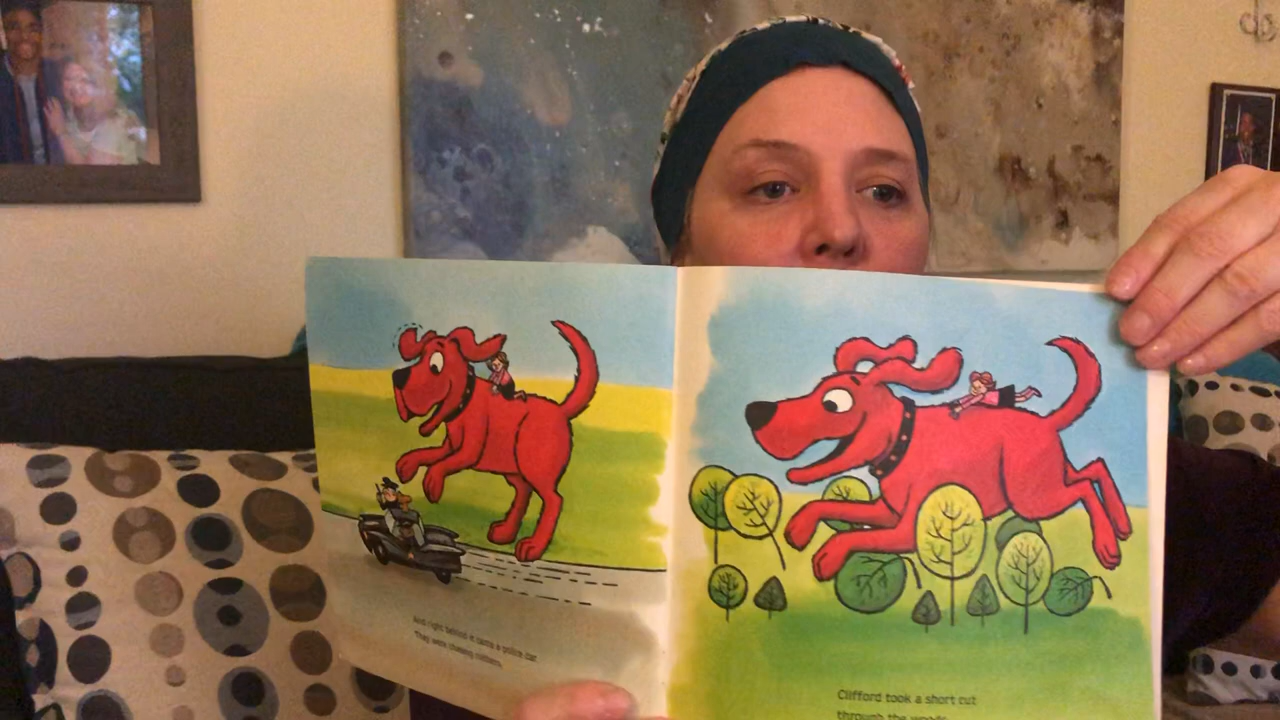 And right behind it came a police car.
They were chasing robbers.
Clifford took a short cut
through the woods